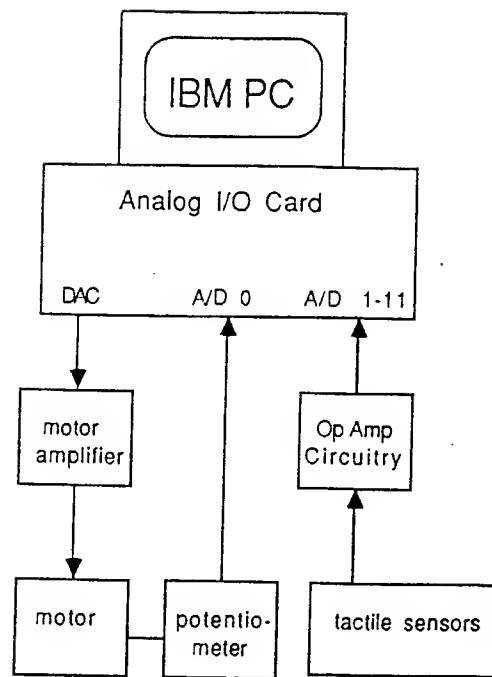 IBM PC
Analog I/O Card
DAC A/D 0 A/D 1-11
motor
amplifier
Op Amp
Circuitry
motor
potentio-
meter
tactile sensors